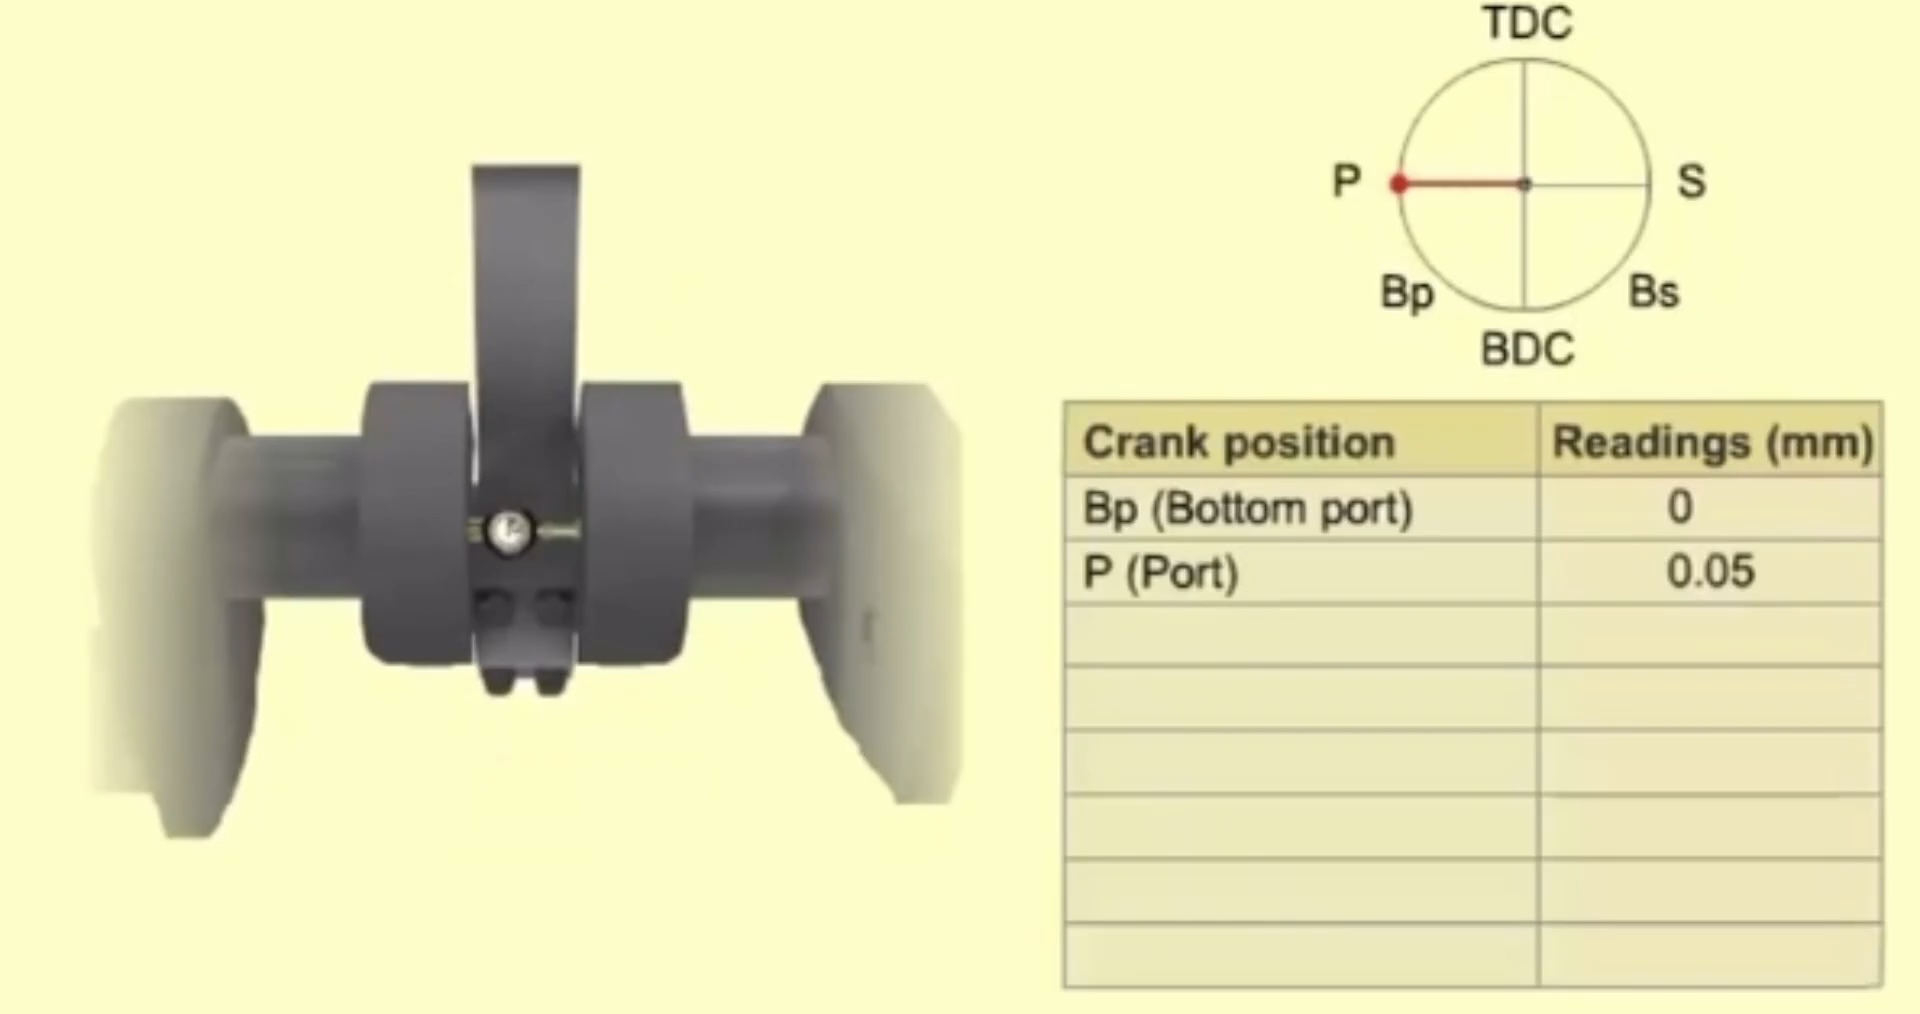 TDC
P
S
Bp
Bs
BDC
Crank position Readings (mm)
Bp (Bottom port) 0
P (Port) 0.05